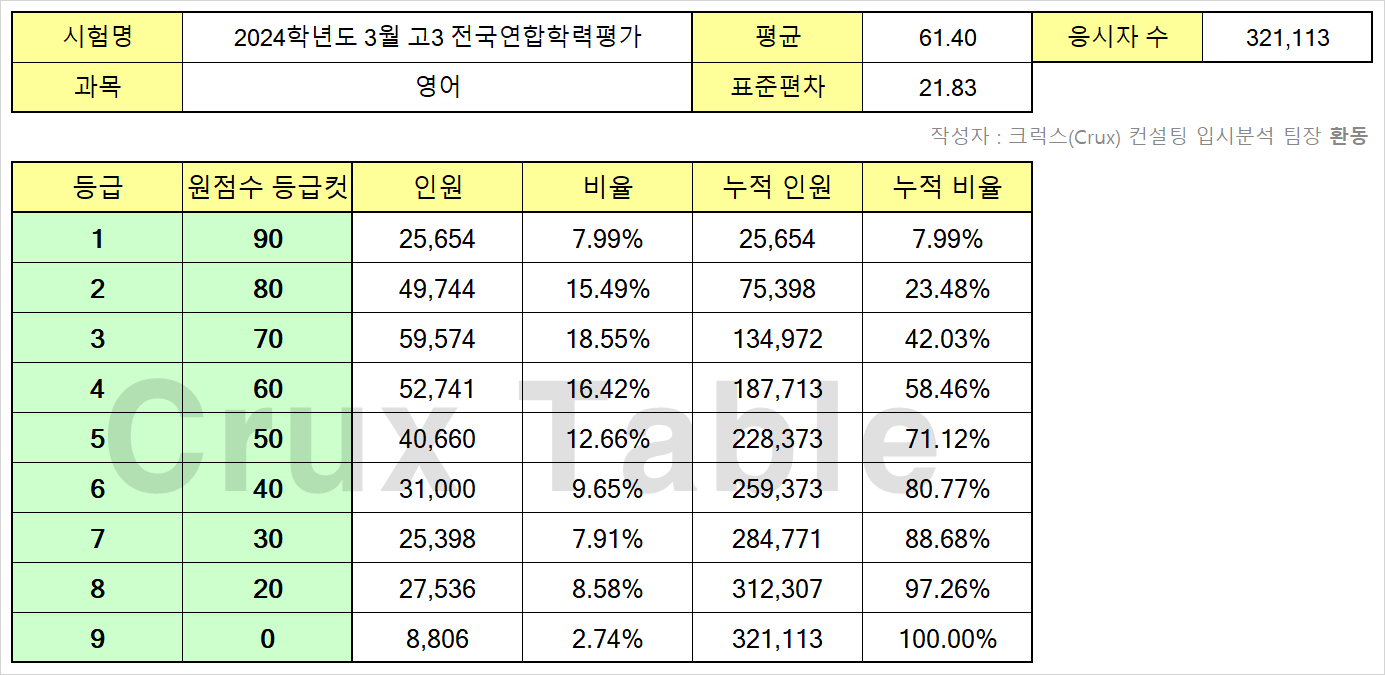 시험명 2024학년도 3월 고3 전국연합학력평가 평균 61.40 응시자 수 321,113
과목 영어 표준편차 21.83
작성자 : 크럭스(Crux) 컨설팅 입시분석 팀장 환동
등급 원점수 등급컷 인원 비율 누적 인원 누적 비율
1 90 25,654 7.99% 25,654 7.99%
2 80 49,744 15.49% 75,398 23.48%
3 70 59,574 18.55% 134,972 42.03%
4 60 52,741 16.42% 187,713 58.46%
5 50 40,660 12.66% 228,373 71.12%
6 40 31,000 9.65% 259,373 80.77%
7 30 25,398 7.91% 284,771 88.68%
8 20 27,536 8.58% 312,307 97.26%
9 0 8,806 2.74% 321,113 100.00%
Crux Table